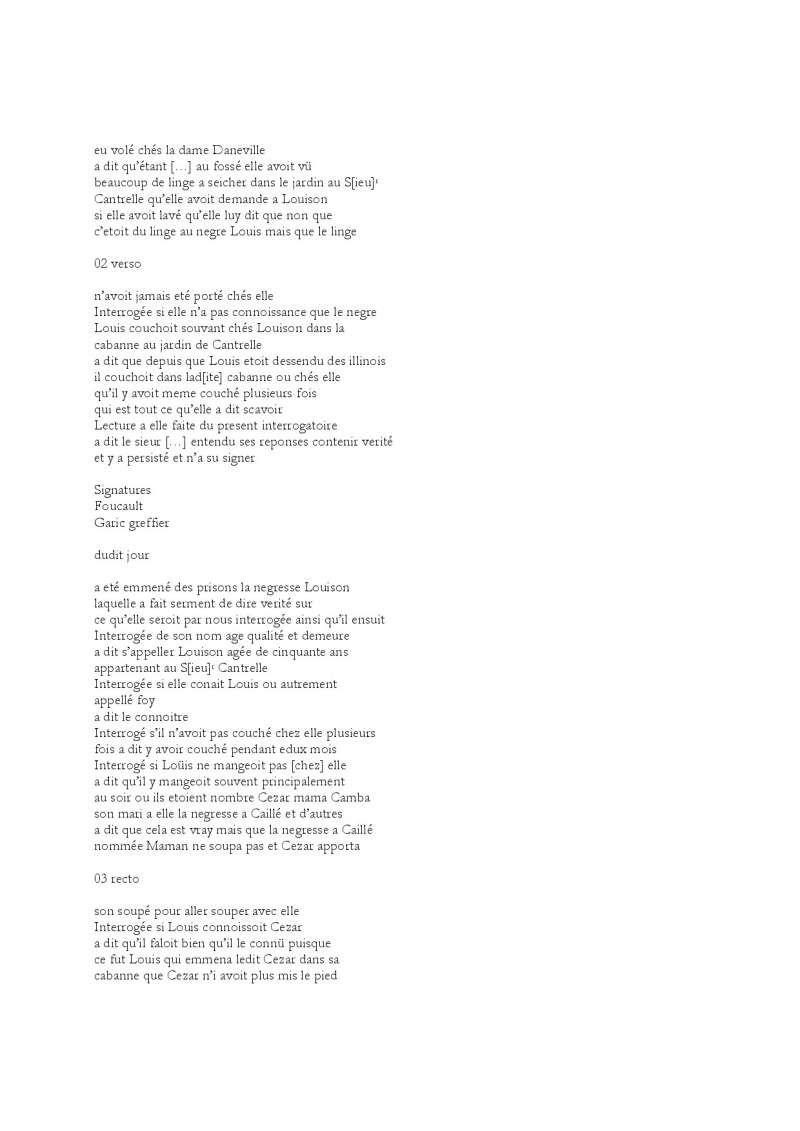 eu volé chés la dame Daneville
a dit qu’étant […] au fossé elle avoit vü
beaucoup de linge a seicher dans le jardin au S[ieu]ʳ
Cantrelle qu’elle avoit demande a Louison
si elle avoit lavé qu’elle luy dit que non que
c’etoit du linge au negre Louis mais que le linge

02 verso

n’avoit jamais eté porté chés elle
Interrogée si elle n’a pas connoissance que le negre
Louis couchoit souvant chés Louison dans la
cabanne au jardin de Cantrelle
a dit que depuis que Louis etoit dessendu des illinois
il couchoit dans lad[ite] cabanne ou chés elle
qu’il y avoit meme couché plusieurs fois
qui est tout ce qu’elle a dit scavoir
Lecture a elle faite du present interrogatoire
a dit le sieur […] entendu ses reponses contenir verité
et y a persisté et n’a su signer

Signatures
Foucault
Garic greffier

dudit jour

a eté emmené des prisons la negresse Louison
laquelle a fait serment de dire verité sur
ce qu’elle seroit par nous interrogée ainsi qu’il ensuit
Interrogée de son nom age qualité et demeure
a dit s’appeller Louison agée de cinquante ans
appartenant au S[ieu]ʳ Cantrelle
Interrogée si elle conait Louis ou autrement
appellé foy
a dit le connoitre
Interrogé s’il n’avoit pas couché chez elle plusieurs
fois a dit y avoir couché pendant edux mois
Interrogé si Loüis ne mangeoit pas [chez] elle
a dit qu’il y mangeoit souvent principalement
au soir ou ils etoient nombre Cezar mama Camba
son mari a elle la negresse a Caillé et d’autres
a dit que cela est vray mais que la negresse a Caillé
nommée Maman ne soupa pas et Cezar apporta

03 recto

son soupé pour aller souper avec elle
Interrogée si Louis connoissoit Cezar
a dit qu’il faloit bien qu’il le connü puisque
ce fut Louis qui emmena ledit Cezar dans sa
cabanne que Cezar n’i avoit plus mis le pied